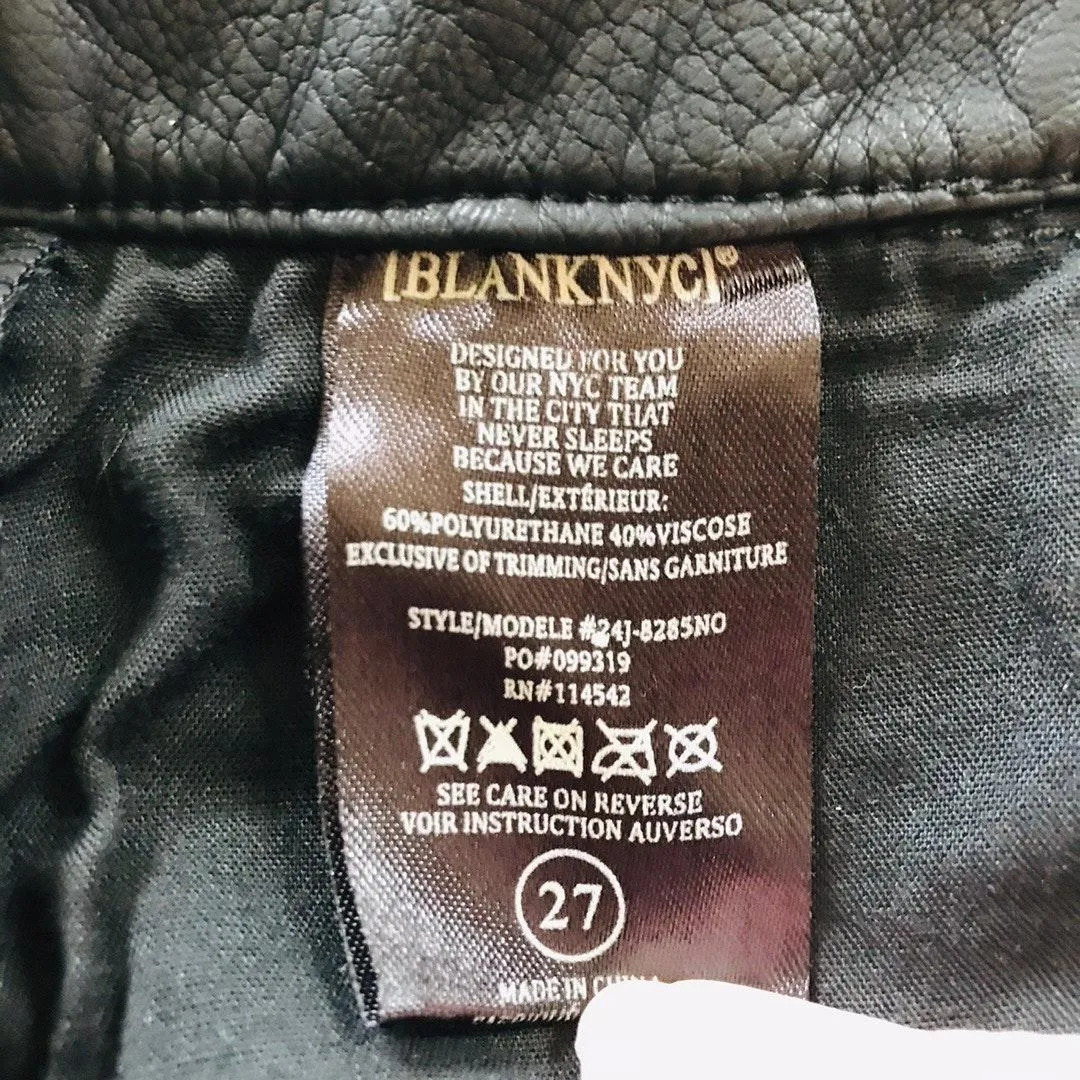 [BLANKNYC]®
DESIGNED FOR YOU
BY OUR NYC TEAM
IN THE CITY THAT
NEVER SLEEPS
BECAUSE WE CARE
SHELL/EXTÉRIEUR:
60%POLYURETHANE 40%VISCOSE
EXCLUSIVE OF TRIMMING/SANS GARNITURE
STYLE/MODELE #24J-8285NO
PO#099319
RN#114542
SEE CARE ON REVERSE
VOIR INSTRUCTION AUVERSO
27
MADE IN CHINA